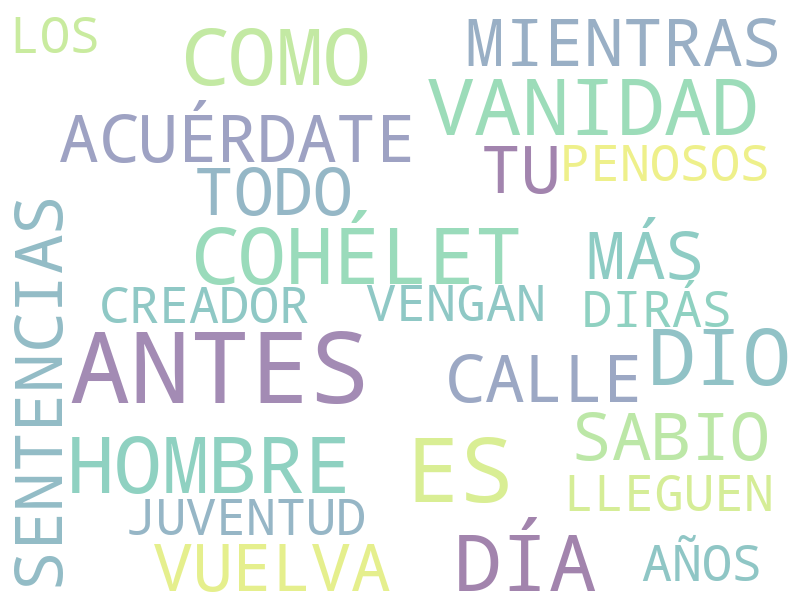 LOS
COMO
MIENTRAS
VANIDAD
ACUÉRDATE
TU
PENOSOS
TODO
SENTENCIAS
COHÉLET
MÁS
CREADOR
VENGAN
DIRÁS
ANTES
CALLE
DIO
HOMBRE
ES
SABIO
LLEGUEN
JUVENTUD
VUELVA
DÍA
AÑOS